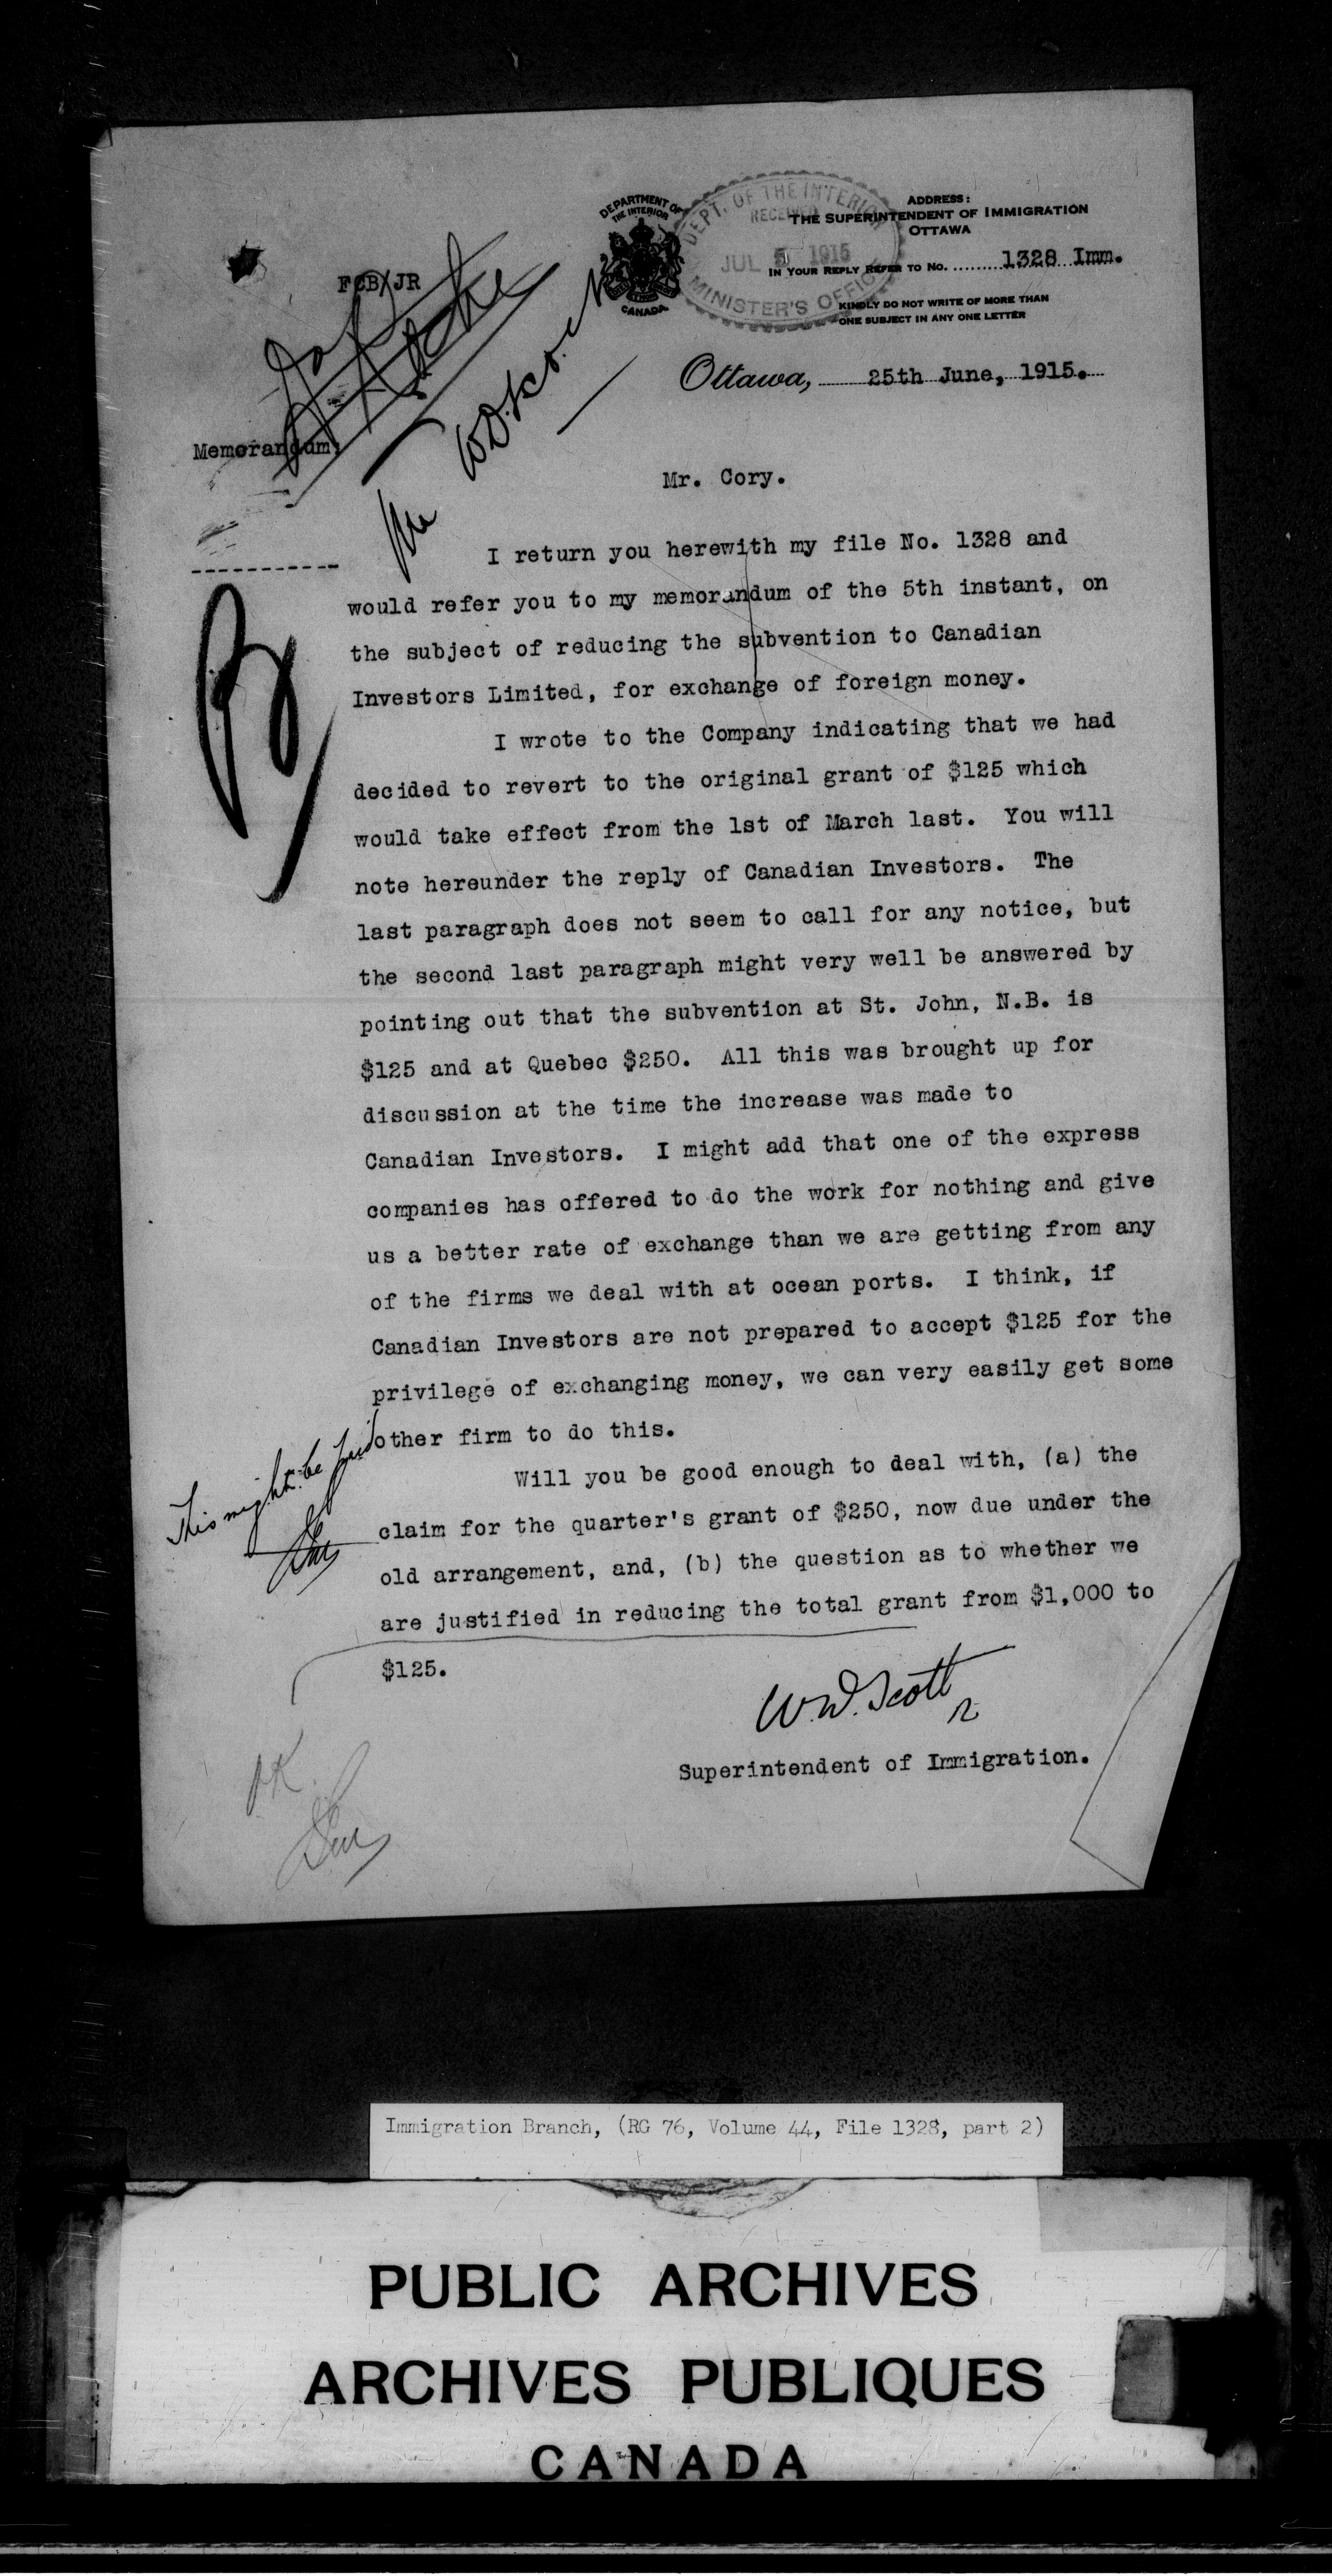 DEPARTMENT OF
THE INTERIOR
CANADA
DEPT. OF THE INTERIOR
RECEIVED
JUL 5 1915
MINISTER'S OFFICE
ADDRESS:
THE SUPERINTENDENT OF IMMIGRATION
OTTAWA
IN YOUR REPLY REFER TO No. 1328 Imm.
KINDLY DO NOT WRITE OF MORE THAN
ONE SUBJECT IN ANY ONE LETTER
FCB/JR
Ottawa, 25th June, 1915.
Memorandum:
Mr. Cory.
I return you herewith my file No. 1328 and
would refer you to my memorandum of the 5th instant, on
the subject of reducing the subvention to Canadian
Investors Limited, for exchange of foreign money.
I wrote to the Company indicating that we had
decided to revert to the original grant of $125 which
would take effect from the 1st of March last. You will
note hereunder the reply of Canadian Investors. The
last paragraph does not seem to call for any notice, but
the second last paragraph might very well be answered by
pointing out that the subvention at St. John, N.B. is
$125 and at Quebec $250. All this was brought up for
discussion at the time the increase was made to
Canadian Investors. I might add that one of the express
companies has offered to do the work for nothing and give
us a better rate of exchange than we are getting from any
of the firms we deal with at ocean ports. I think, if
Canadian Investors are not prepared to accept $125 for the
privilege of exchanging money, we can very easily get some
other firm to do this.
This might be paid
Will you be good enough to deal with, (a) the
claim for the quarter's grant of $250, now due under the
old arrangement, and, (b) the question as to whether we
are justified in reducing the total grant from $1,000 to
$125.
W.D. Scott
Superintendent of Immigration.
OK
Immigration Branch, (RG 76, Volume 44, File 1328, part 2)
PUBLIC ARCHIVES
ARCHIVES PUBLIQUES
CANADA